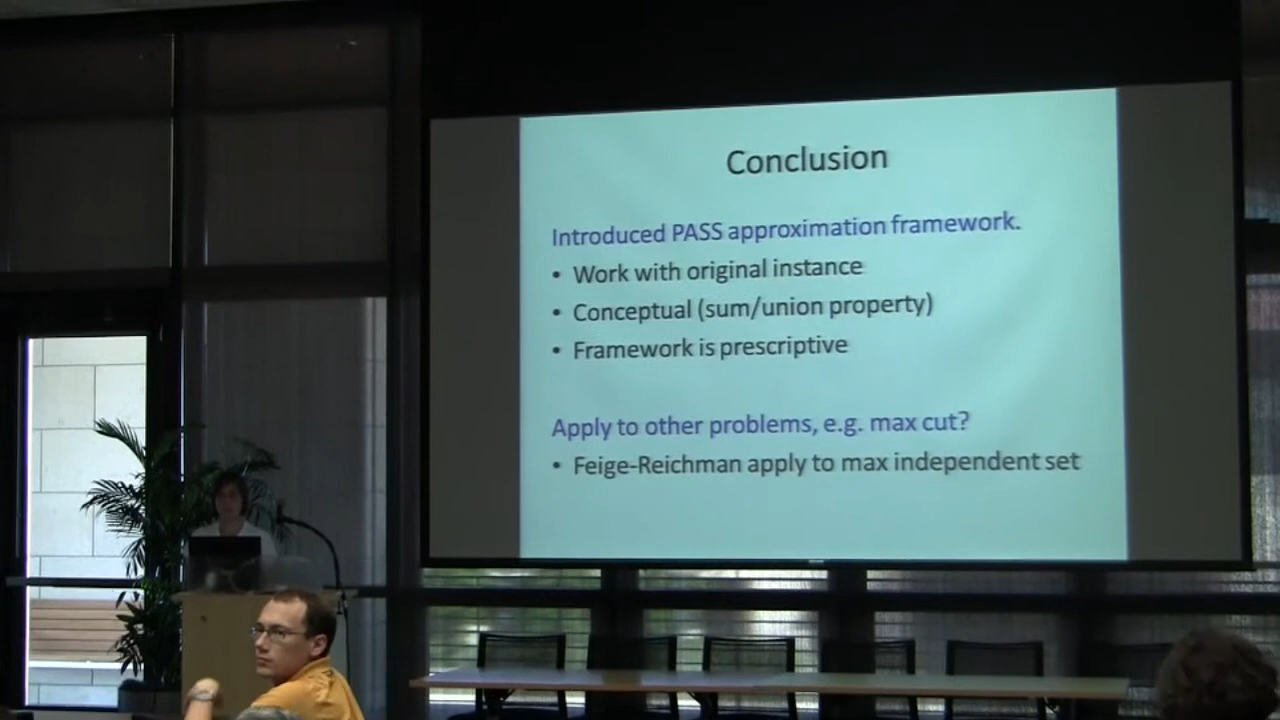 Conclusion
Introduced PASS approximation framework.
• Work with original instance
• Conceptual (sum/union property)
• Framework is prescriptive
Apply to other problems, e.g. max cut?
• Feige-Reichman apply to max independent set